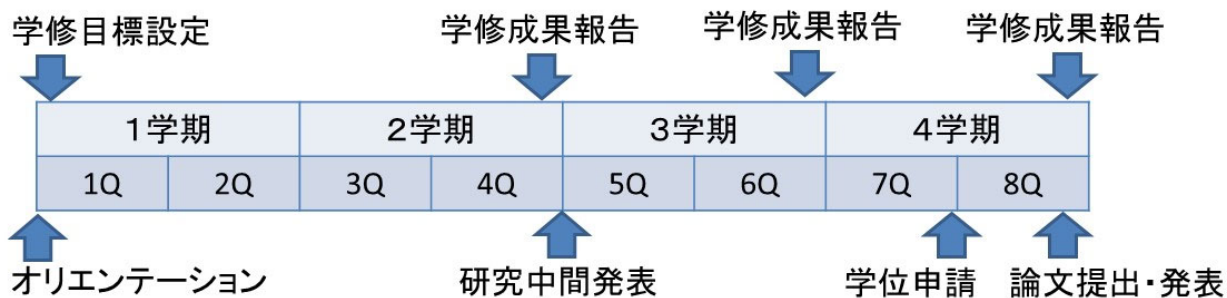 学修目標設定 学修成果報告 学修成果報告 学修成果報告
1学期 2学期 3学期 4学期
1Q 2Q 3Q 4Q 5Q 6Q 7Q 8Q
オリエンテーション 研究中間発表 学位申請 論文提出・発表